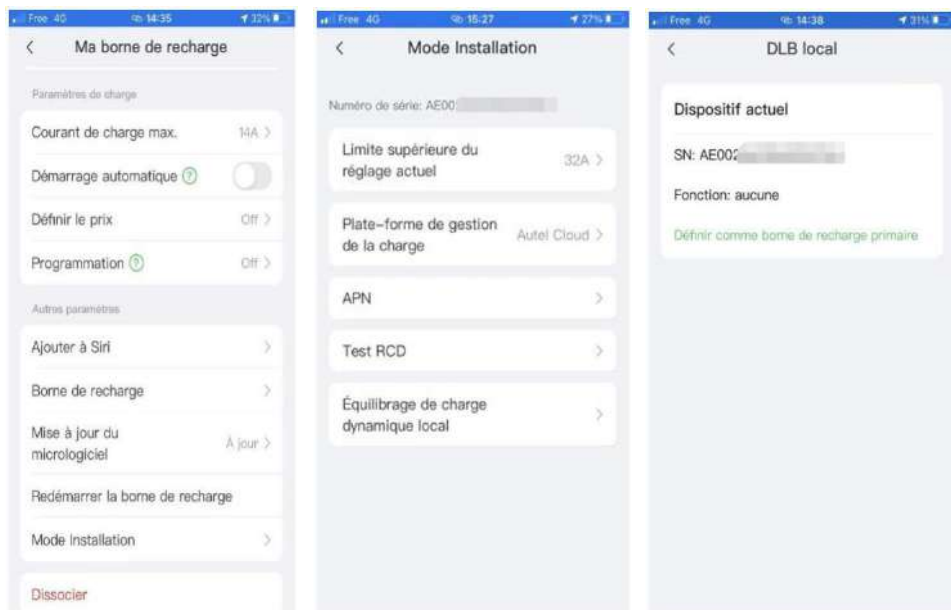 Free 4G 14:35 32%
Ma borne de recharge
Paramètres de charge
Courant de charge max. 14A
Démarrage automatique ?
Définir le prix Off
Programmation ? Off
Autres paramètres
Ajouter à Siri
Borne de recharge
Mise à jour du
micrologiciel
À jour
Redémarrer la borne de recharge
Mode Installation
Dissocier
Free 4G 15:27 27%
Mode Installation
Numéro de série: AE00
Limite supérieure du
réglage actuel
32A
Plate-forme de gestion
de la charge
Autel Cloud
APN
Test RCD
Équilibrage de charge
dynamique local
Free 4G 14:38 31%
DLB local
Dispositif actuel
SN: AE002
Fonction: aucune
Définir comme borne de recharge primaire